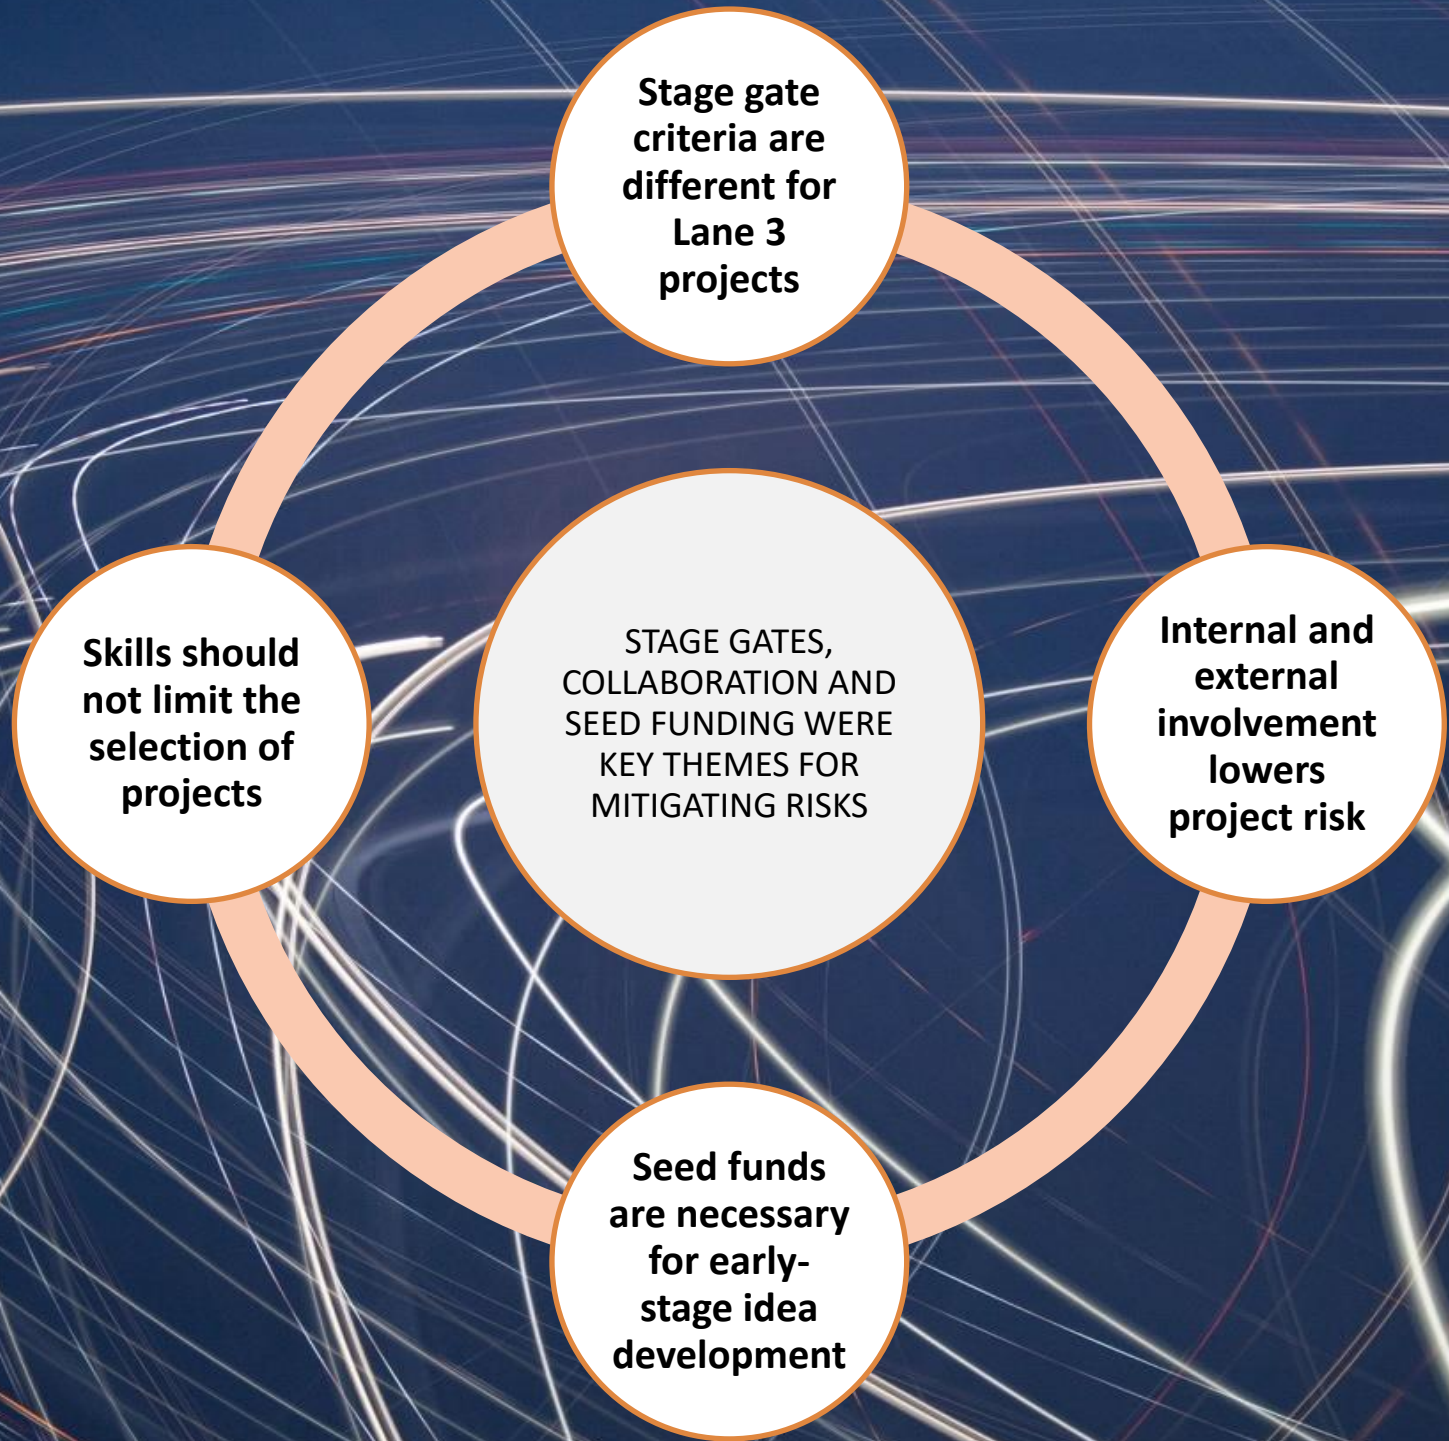 Stage gate
criteria are
different for
Lane 3
projects
Skills should
not limit the
selection of
projects
STAGE GATES,
COLLABORATION AND
SEED FUNDING WERE
KEY THEMES FOR
MITIGATING RISKS
Internal and
external
involvement
lowers
project risk
Seed funds
are necessary
for early-
stage idea
development